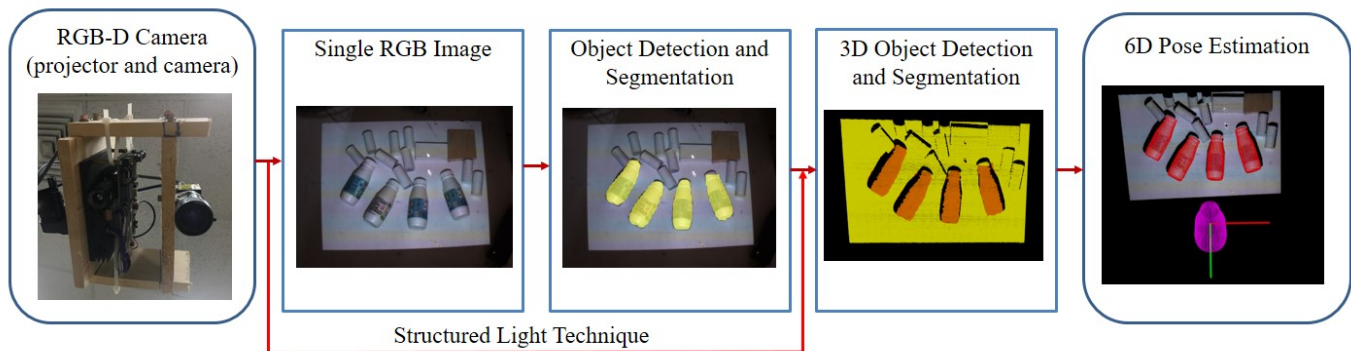 RGB-D Camera
(projector and camera)
Single RGB Image
Object Detection and
Segmentation
3D Object Detection
and Segmentation
6D Pose Estimation
Structured Light Technique